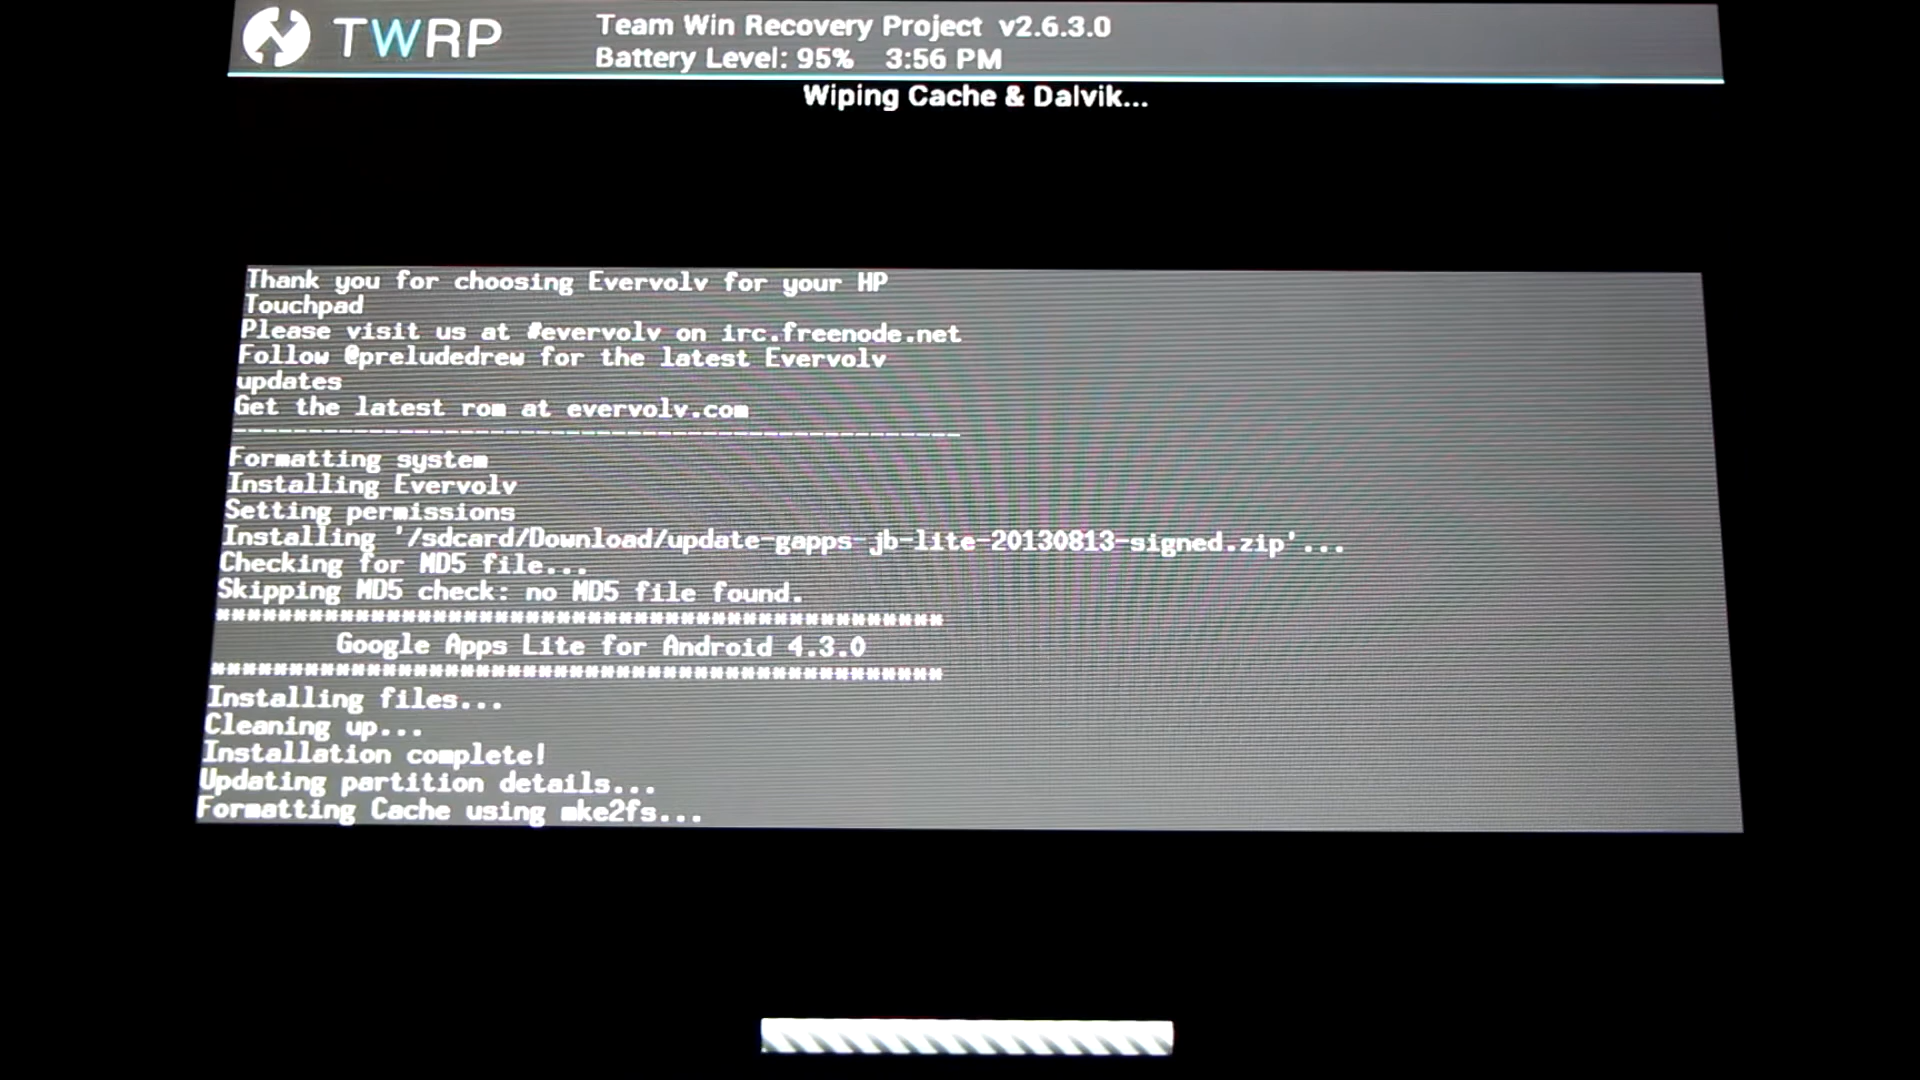 TWRP
Team Win Recovery Project v2.6.3.0
Battery Level: 95% 3:56 PM
Wiping Cache & Dalvik...
Thank you for choosing Evervolv for your HP
Touchpad
Please visit us at #evervolv on irc.freenode.net
Follow @preludedrew for the latest Evervolv
updates
Get the latest rom at evervolv.com
-----------------------------------------------
Formatting system
Installing Evervolv
Setting permissions
Installing '/sdcard/Download/update-gapps-jb-lite-20130813-signed.zip'...
Checking for MD5 file...
Skipping MD5 check: no MD5 file found.
***********************************************
Google Apps Lite for Android 4.3.0
***********************************************
Installing files...
Cleaning up...
Installation complete!
Updating partition details...
Formatting Cache using mke2fs...